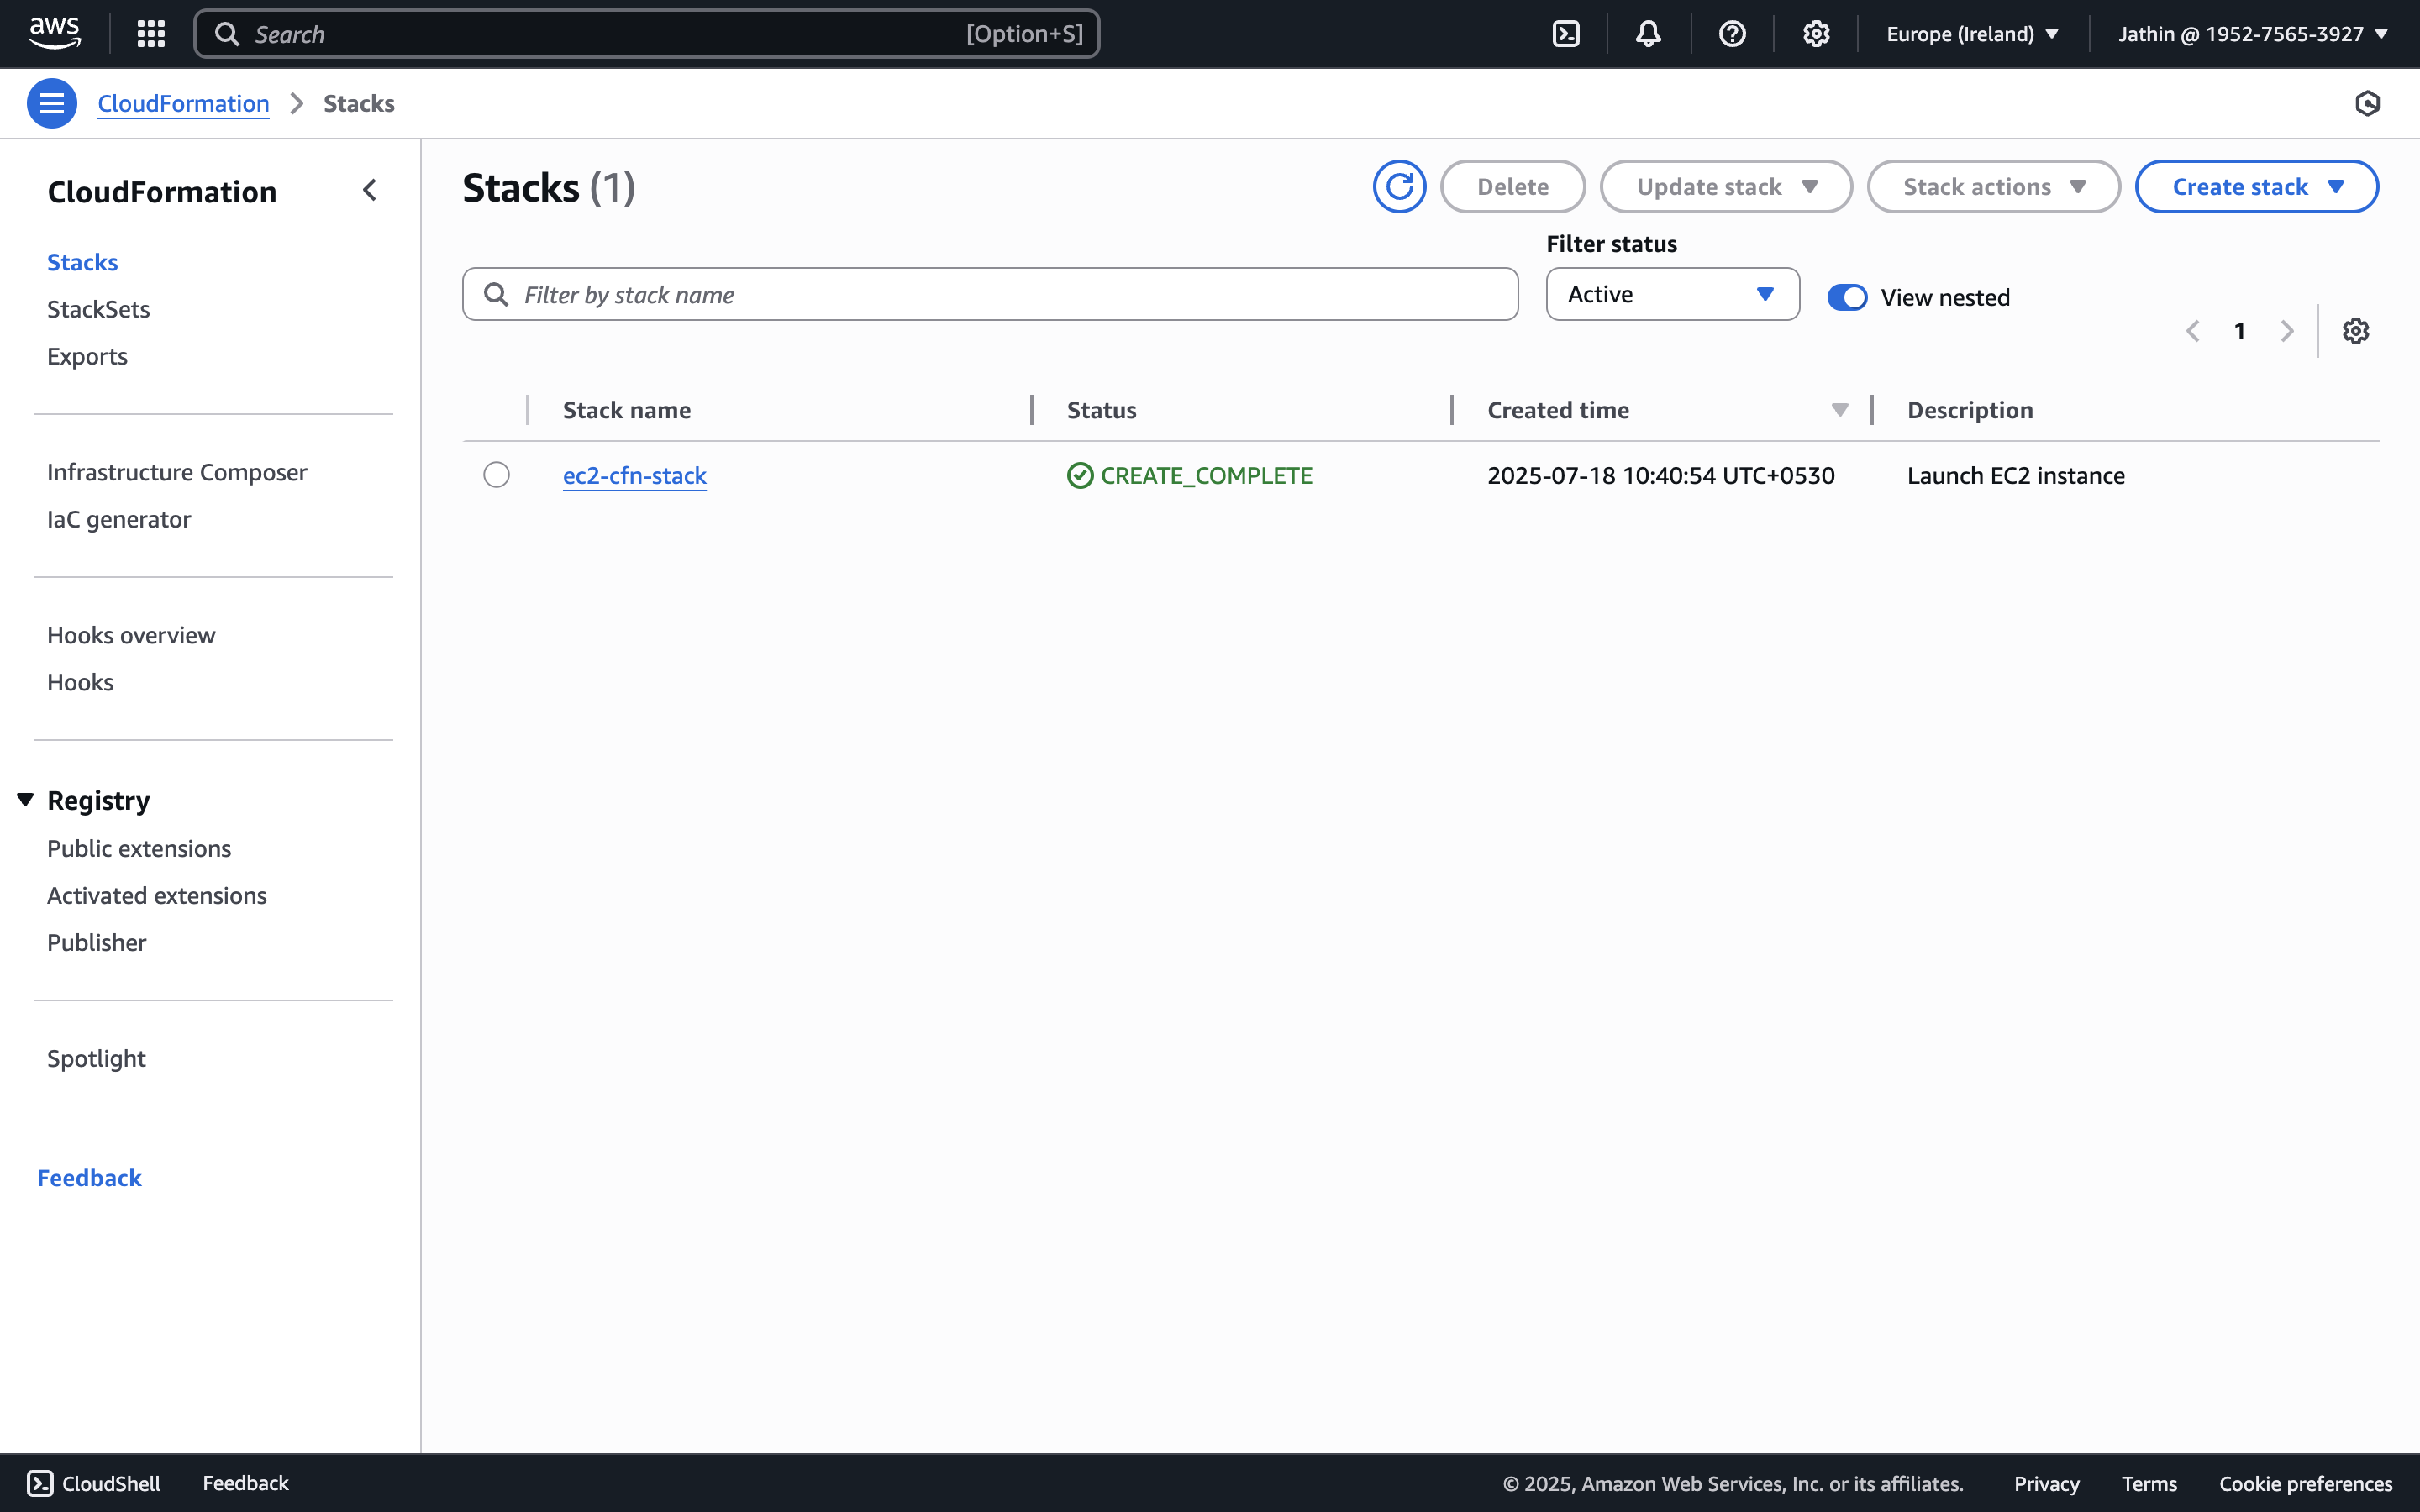 aws
Search [Option+S]
Europe (Ireland)
Jathin @ 1952-7565-3927
CloudFormation
Stacks
CloudFormation
Stacks
StackSets
Exports
Infrastructure Composer
IaC generator
Hooks overview
Hooks
Registry
Public extensions
Activated extensions
Publisher
Spotlight
Feedback
Stacks (1)
Delete
Update stack
Stack actions
Create stack
Filter status
Filter by stack name
Active
View nested
1
Stack name Status Created time Description
ec2-cfn-stack CREATE_COMPLETE 2025-07-18 10:40:54 UTC+0530 Launch EC2 instance
CloudShell Feedback © 2025, Amazon Web Services, Inc. or its affiliates. Privacy Terms Cookie preferences